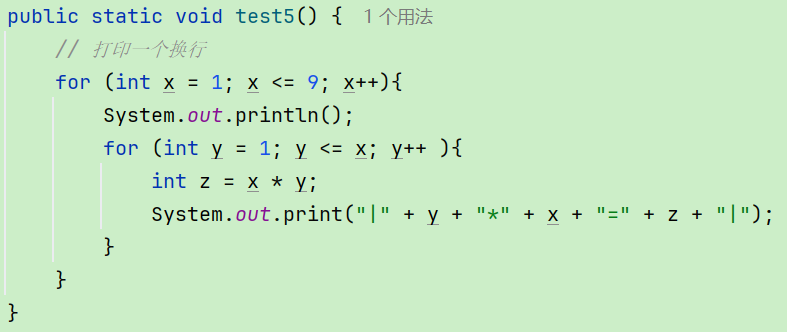 public static void test5() { 1个用法
// 打印一个换行
for (int x = 1; x <= 9; x++){
System.out.println();
for (int y = 1; y <= x; y++ ){
int z = x * y;
System.out.print("|" + y + "*" + x + "=" + z + "|");
}
}
}